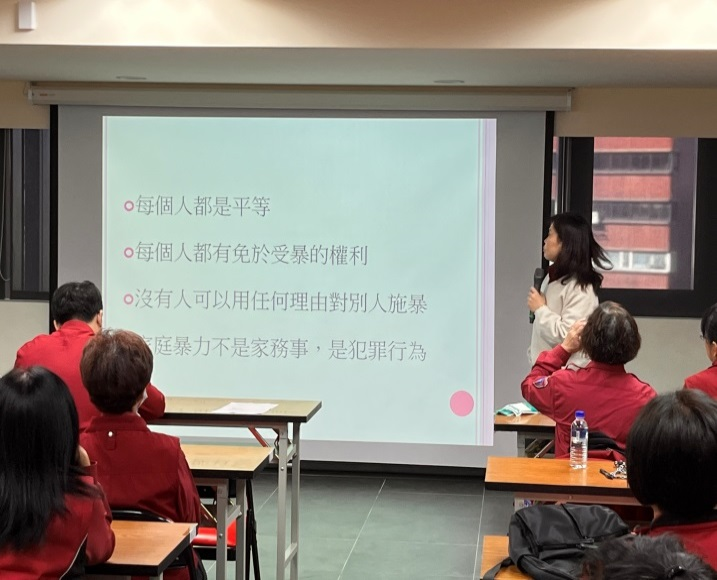 每個人都是平等
每個人都有免於受暴的權利
沒有人可以用任何理由對別人施暴
家庭暴力不是家務事，是犯罪行為